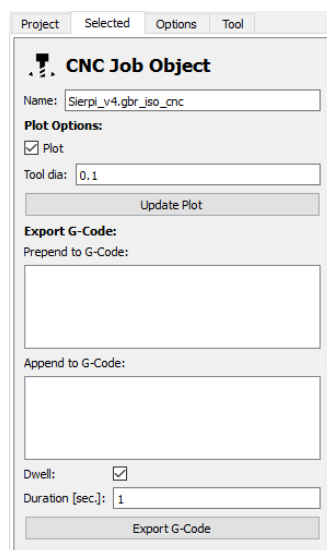 Project Selected Options Tool
CNC Job Object
Name: Sierpi_v4.gbr_iso_cnc
Plot Options:
Plot
Tool dia: 0.1
Update Plot
Export G-Code:
Prepend to G-Code:
Append to G-Code:
Dwell:
Duration [sec.]: 1
Export G-Code